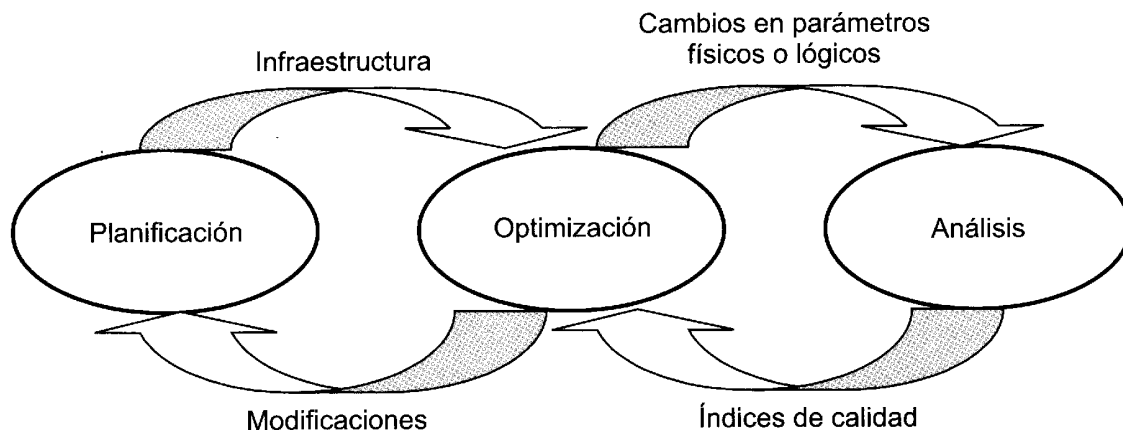 Infraestructura
Cambios en parámetros
físicos o lógicos
Planificación
Optimización
Análisis
Modificaciones
Índices de calidad